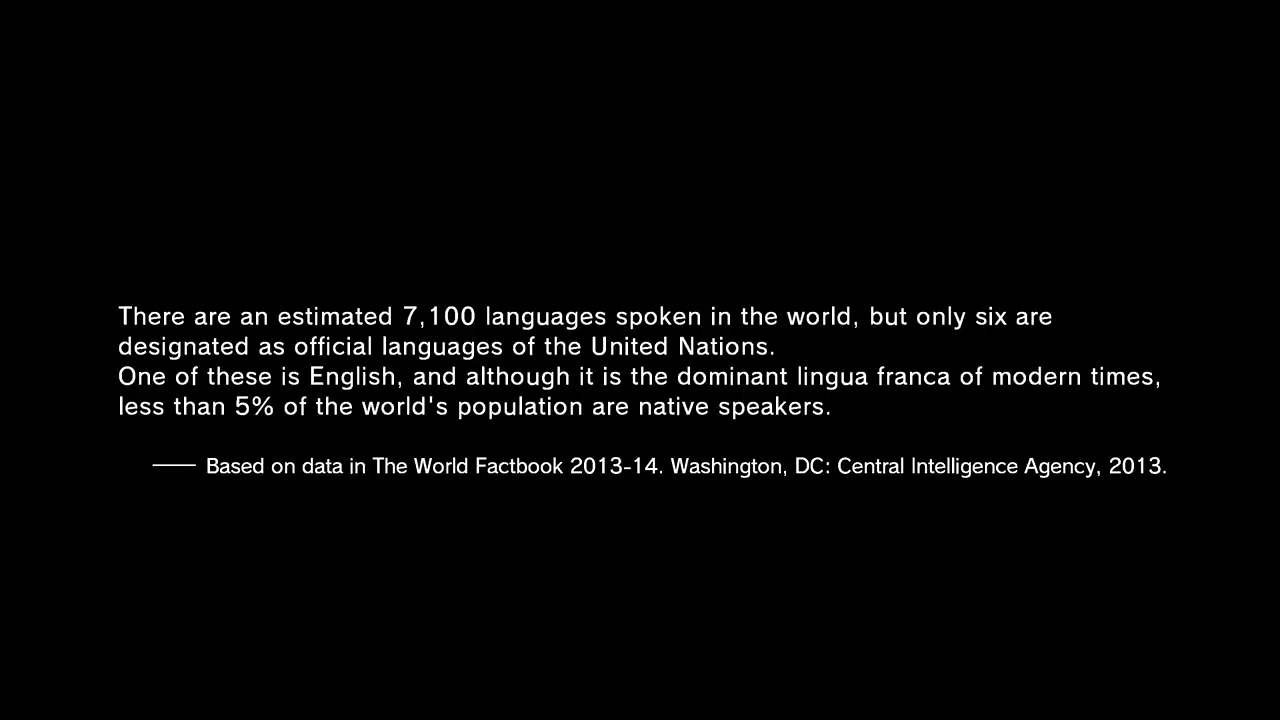 There are an estimated 7,100 languages spoken in the world, but only six are
designated as official languages of the United Nations.
One of these is English, and although it is the dominant lingua franca of modern times,
less than 5% of the world's population are native speakers.
—— Based on data in The World Factbook 2013-14. Washington, DC: Central Intelligence Agency, 2013.